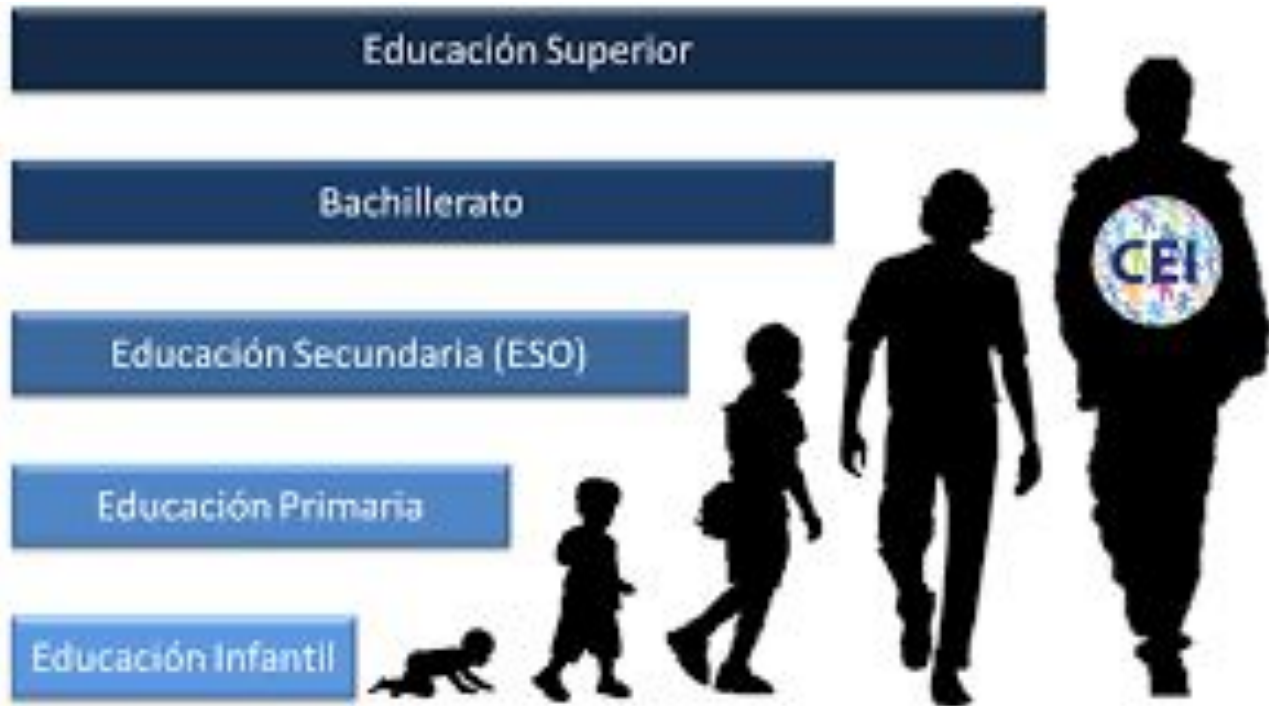 Educación Superior
Bachillerato
CEI
Educación Secundaria (ESO)
Educación Primaria
Educación Infantil